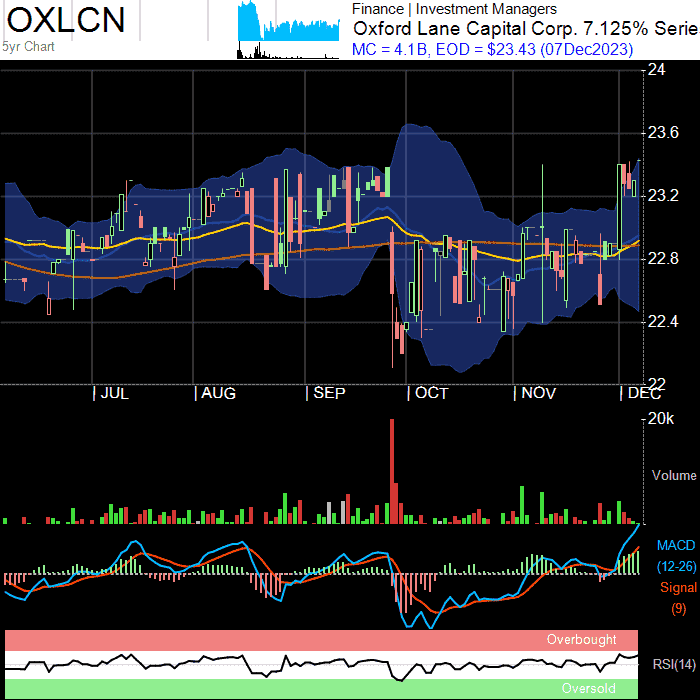 OXLCN
5yr Chart
Finance | Investment Managers
Oxford Lane Capital Corp. 7.125% Serie
MC = 4.1B, EOD = $23.43 (07Dec2023)
24
23.6
23.2
22.8
22.4
22
| JUL | AUG | SEP | OCT | NOV | DEC
20k
Volume
MACD
(12-26)
Signal
(9)
Overbought
RSI(14)
Oversold